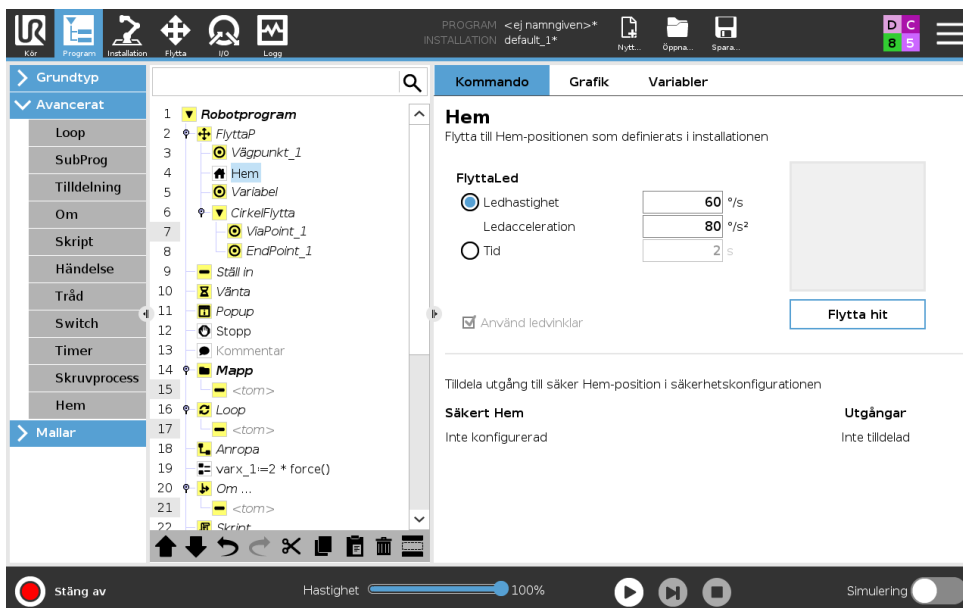 UR
Kör
Program
Installation
Flytta
I/O
Logg
PROGRAM <ej namngiven>*
INSTALLATION default_1*
Nytt...
Öppna...
Spara...
D C
8 5
Grundtyp
Avancerat
Loop
SubProg
Tilldelning
Om
Skript
Händelse
Tråd
Switch
Timer
Skruvprocess
Hem
Mallar
1 Robotprogram
2 FlyttaP
3 Vägpunkt_1
4 Hem
5 Variabel
6 CirkelFlytta
7 ViaPoint_1
8 EndPoint_1
9 Ställ in
10 Vänta
11 Popup
12 Stopp
13 Kommentar
14 Mapp
15 <tom>
16 Loop
17 <tom>
18 Anropa
19 varx_1:=2 * force()
20 Om ...
21 <tom>
22 Skript
Kommando
Grafik
Variabler
Hem
Flytta till Hem-positionen som definierats i installationen
FlyttaLed
Ledhastighet 60 °/s
Ledacceleration 80 °/s²
Tid 2 s
Använd ledvinklar
Flytta hit
Tilldela utgång till säker Hem-position i säkerhetskonfigurationen
Säkert Hem
Utgångar
Inte konfigurerad
Inte tilldelad
Stäng av
Hastighet
100%
Simulering